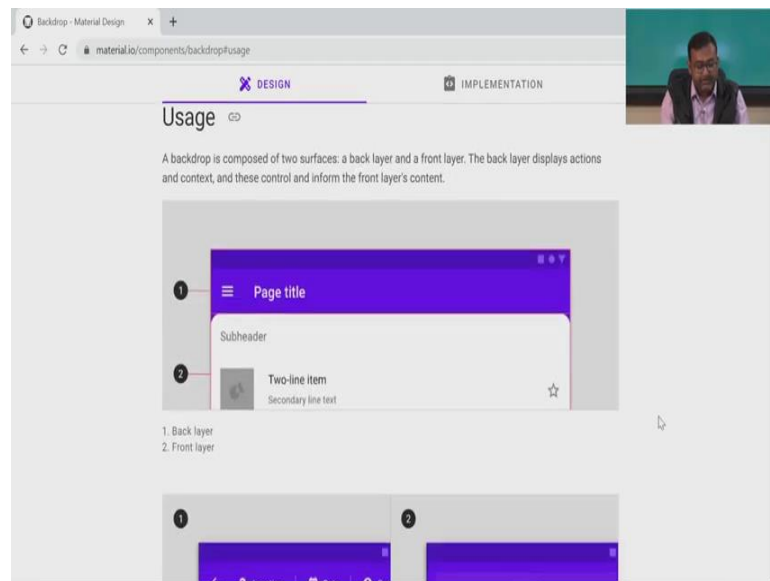 Backdrop - Material Design
material.io/components/backdrop#usage
DESIGN
IMPLEMENTATION
Usage
A backdrop is composed of two surfaces: a back layer and a front layer. The back layer displays actions
and context, and these control and inform the front layer's content.
1
Page title
Subheader
2
Two-line item
Secondary line text
1. Back layer
2. Front layer
1
2